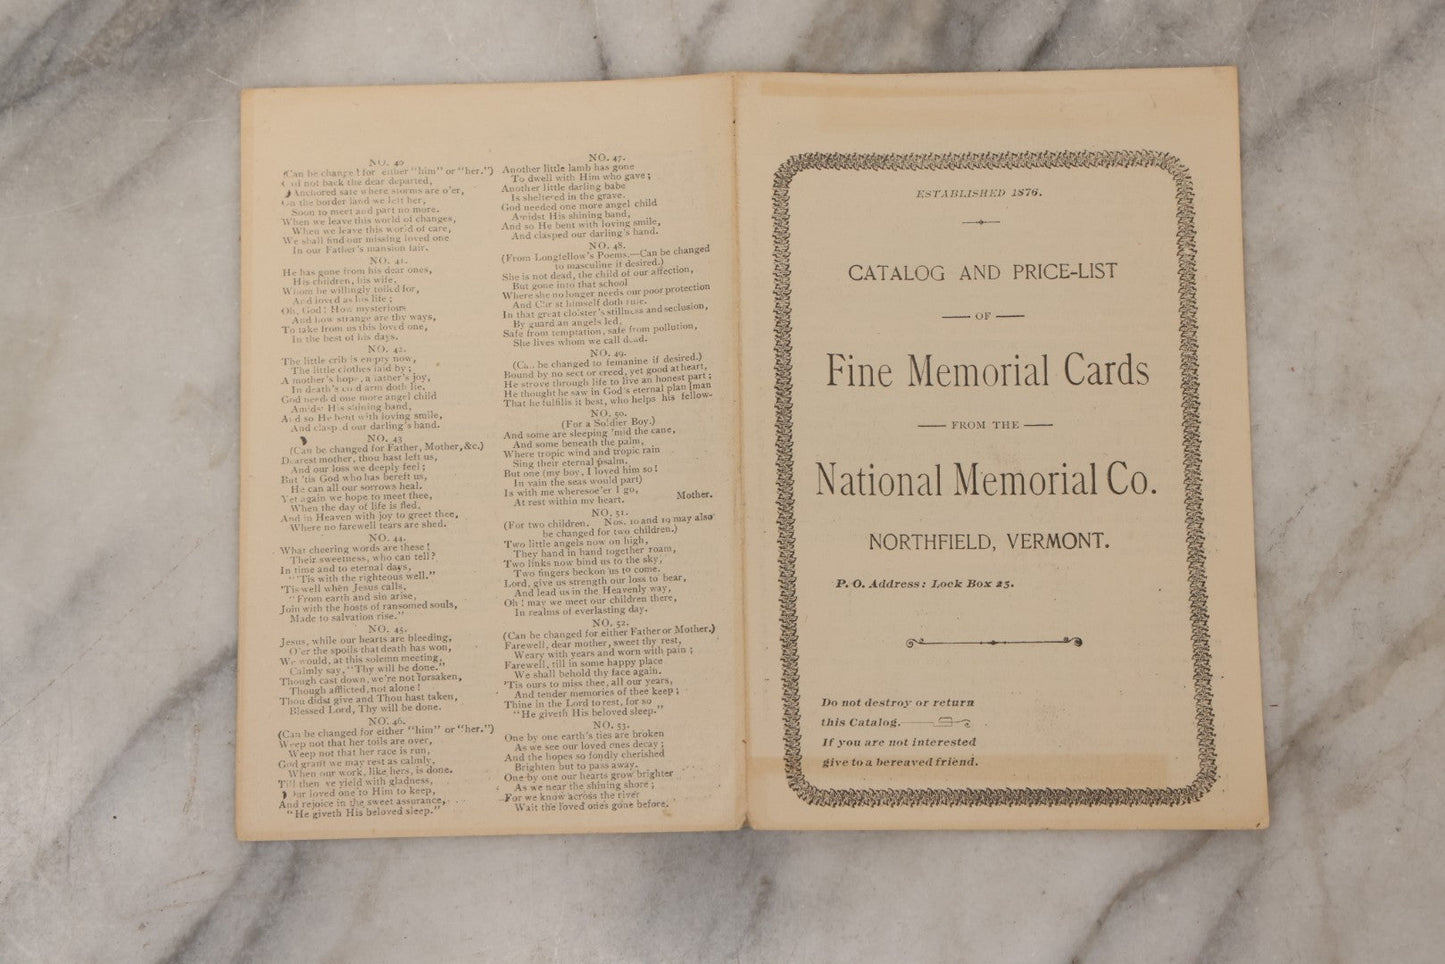 NO. 40
(Can be changed for either "him" or "her.")
not back the dear departed,
Anchored safe where storms are o'er,
On the border land we left her,
Soon to meet and part no more.
When we leave this world of changes,
When we leave this world of care,
We shall find our missing loved one
In our Father's mansion fair.
NO. 41.
He has gone from his dear ones,
His children, his wife,
Whom he willingly toiled for,
And loved as his life ;
Oh, God! How mysterious
And how strange are thy ways,
To take from us this loved one,
In the best of his days.
NO. 42.
The little crib is empty now,
The little clothes laid by ;
A mother's hope, a father's joy,
In death's cold arm doth lie.
God needed one more angel child
Amidst His shining band,
And so He bent with loving smile,
And clasped our darling's hand.
NO. 43
(Can be changed for Father, Mother, &c.)
Dearest mother, thou hast left us,
And our loss we deeply feel ;
But 'tis God who has bereft us,
He can all our sorrows heal.
Yet again we hope to meet thee,
When the day of life is fled,
And in Heaven with joy to greet thee,
Where no farewell tears are shed.
NO. 44.
What cheering words are these !
Their sweetness, who can tell?
In time and to eternal days,
"'Tis with the righteous well."
'Tis well when Jesus calls,
"From earth and sin arise,
Join with the hosts of ransomed souls,
Made to salvation rise."
NO. 45.
Jesus, while our hearts are bleeding,
O'er the spoils that death has won,
We would, at this solemn meeting,
Calmly say, "Thy will be done."
Though cast down, we're not forsaken,
Though afflicted, not alone !
Thou didst give and Thou hast taken,
Blessed Lord, Thy will be done.
NO. 46.
(Can be changed for either "him" or "her.")
Weep not that her toils are over,
Weep not that her race is run,
God grant we may rest as calmly,
When our work, like hers, is done.
Till then we yield with gladness,
Our loved one to Him to keep,
And rejoice in the sweet assurance,
"He giveth His beloved sleep."
NO. 47.
Another little lamb has gone
To dwell with Him who gave ;
Another little darling babe
Is sheltered in the grave.
God needed one more angel child
Amidst His shining band,
And so He bent with loving smile,
And clasped our darling's hand.
NO. 48.
(From Longfellow's Poems.—Can be changed
to masculine if desired.)
She is not dead, the child of our affection,
But gone into that school
Where she no longer needs our poor protection
And Christ himself doth rule.
In that great cloister's stillness and seclusion,
By guardian angels led,
Safe from temptation, safe from pollution,
She lives whom we call dead.
NO. 49.
(Can be changed to femanine if desired.)
Bound by no sect or creed, yet good at heart,
He strove through life to live an honest part ;
He thought he saw in God's eternal plan [man
That he fulfills it best, who helps his fellow-
NO. 50.
(For a Soldier Boy.)
And some are sleeping 'mid the cane,
And some beneath the palm,
Where tropic wind and tropic rain
Sing their eternal psalm.
But one (my boy, I loved him so !
In vain the seas would part)
Is with me wheresoe'er I go,
At rest within my heart. Mother.
NO. 51.
(For two children. Nos. 10 and 19 may also
be changed for two children.)
Two little angels now on high,
They hand in hand together roam,
Two links now bind us to the sky,
Two fingers beckon us to come.
Lord, give us strength our loss to bear,
And lead us in the Heavenly way,
Oh ! may we meet our children there,
In realms of everlasting day.
NO. 52.
(Can be changed for either Father or Mother.)
Farewell, dear mother, sweet thy rest,
Weary with years and worn with pain ;
Farewell, till in some happy place
We shall behold thy face again.
'Tis ours to miss thee, all our years,
And tender memories of thee keep ;
Thine in the Lord to rest, for so
"He giveth His beloved sleep."
NO. 53.
One by one earth's ties are broken
As we see our loved ones decay ;
And the hopes so fondly cherished
Brighten but to pass away.
One by one our hearts grow brighter
As we near the shining shore ;
For we know across the river
Wait the loved ones gone before.
ESTABLISHED 1876.
CATALOG AND PRICE-LIST
OF
Fine Memorial Cards
FROM THE
National Memorial Co.
NORTHFIELD, VERMONT.
P. O. Address: Lock Box 25.
Do not destroy or return
this Catalog.
If you are not interested
give to a bereaved friend.